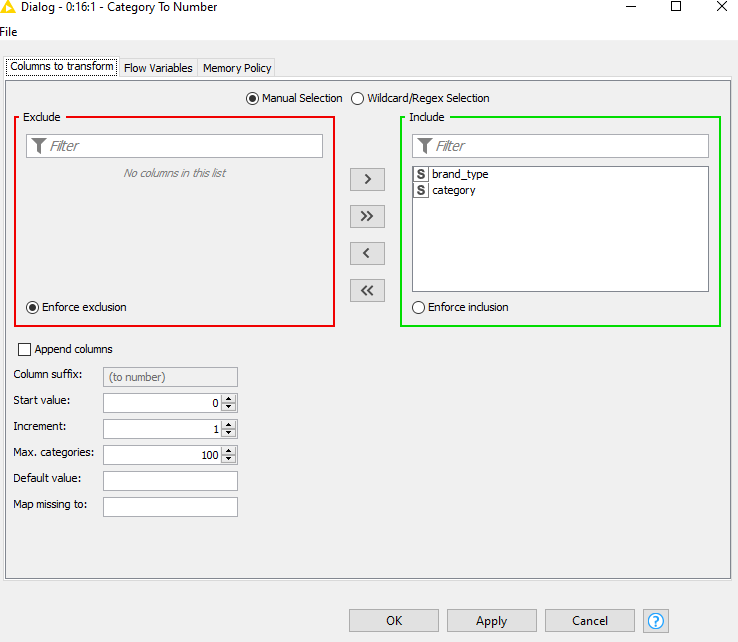 Dialog - 0:16:1 - Category To Number
File
Columns to transform Flow Variables Memory Policy
Manual Selection Wildcard/Regex Selection
Exclude
Filter
No columns in this list
Enforce exclusion
>
>>
<
<<
Include
Filter
S brand_type
S category
Enforce inclusion
Append columns
Column suffix: (to number)
Start value: 0
Increment: 1
Max. categories: 100
Default value:
Map missing to:
OK Apply Cancel ?